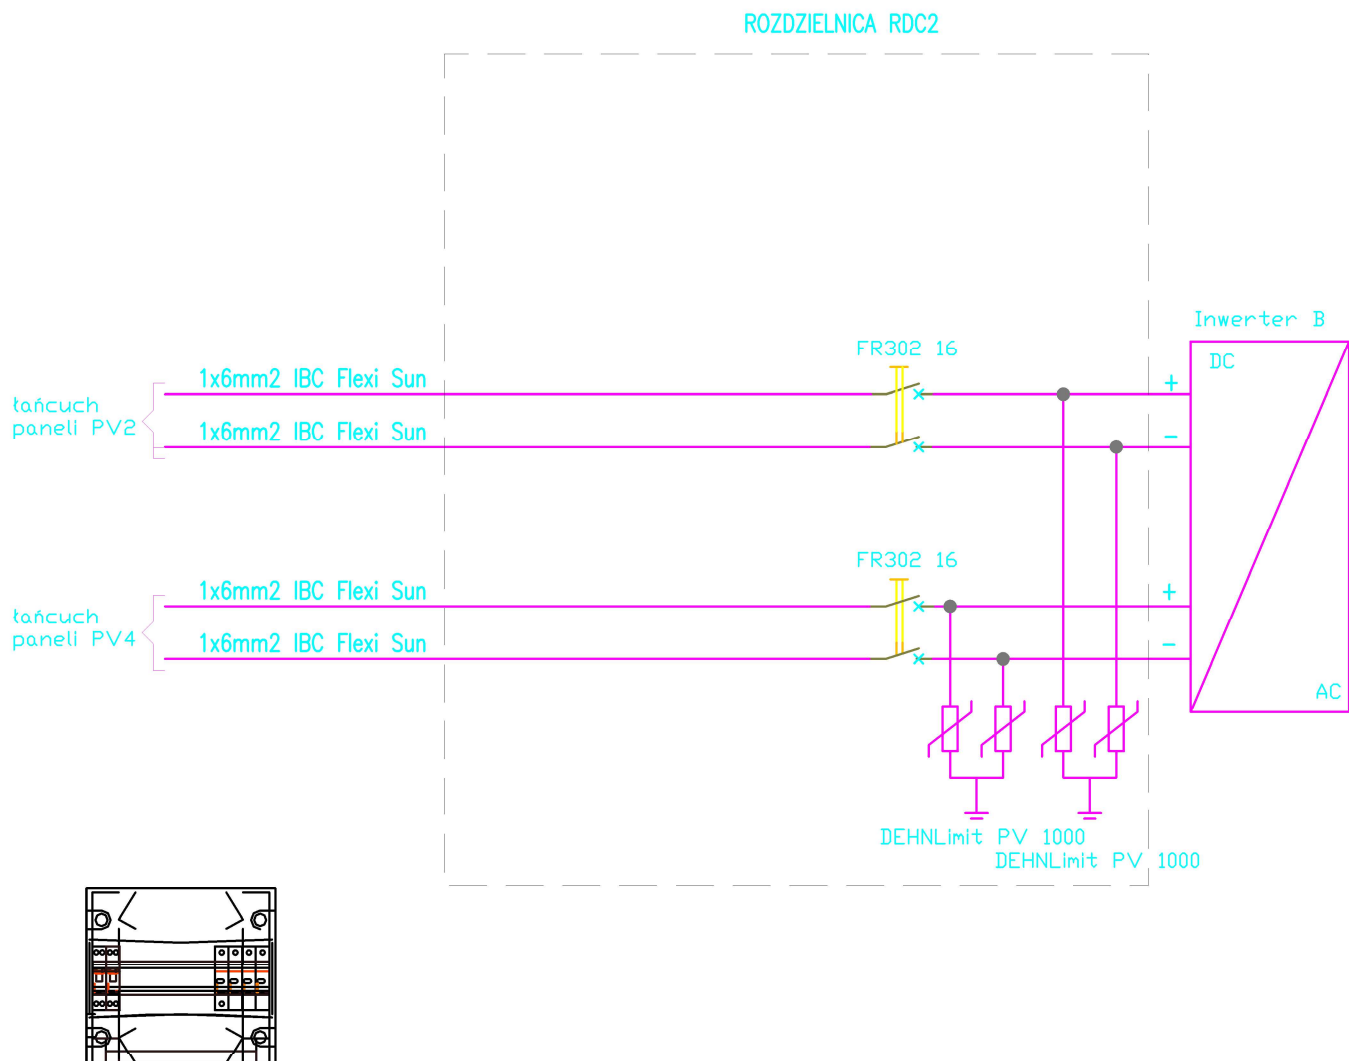 ROZDZIELNICA RDC2
Inwerter B
FR302 16
DC
1x6mm2 IBC Flexi Sun
+
łańcuch
paneli PV2
1x6mm2 IBC Flexi Sun
-
FR302 16
1x6mm2 IBC Flexi Sun
+
łańcuch
paneli PV4
1x6mm2 IBC Flexi Sun
-
AC
DEHNLimit PV 1000
DEHNLimit PV 1000